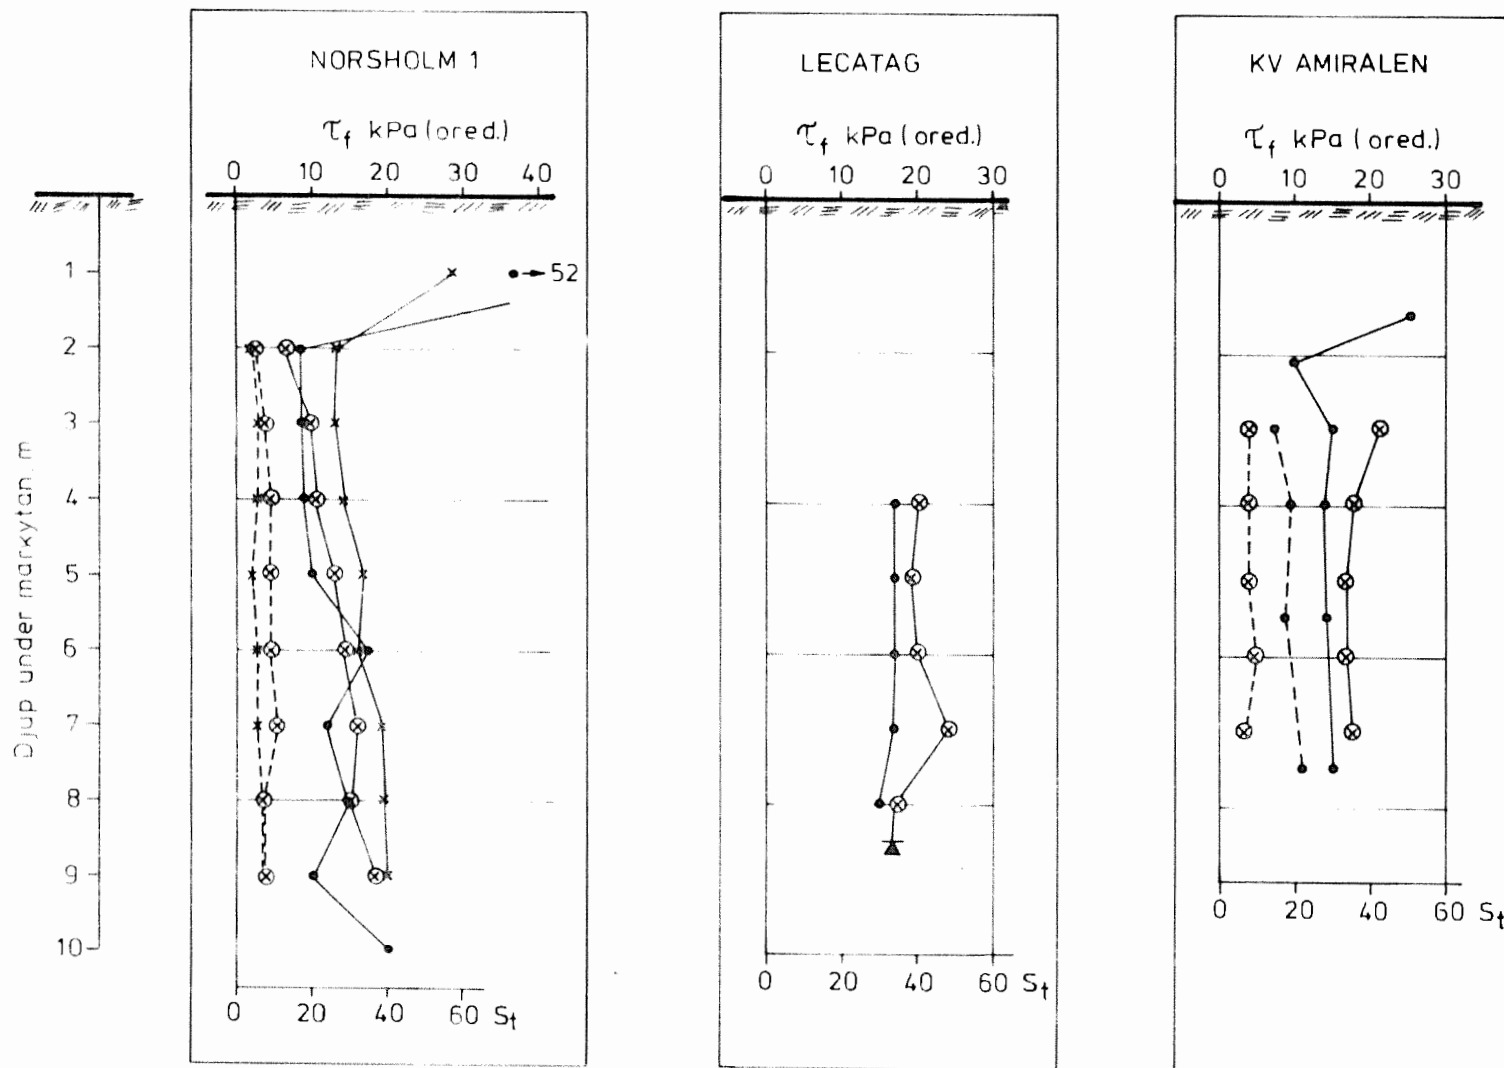 NORSHOLM 1
τf kPa (ored.)
0 10 20 30 40
52
1
2
3
4
5
6
7
8
9
10
Djup under markytan. m
0 20 40 60 St
LECATAG
τf kPa (ored.)
0 10 20 30
0 20 40 60 St
KV AMIRALEN
τf kPa (ored.)
0 10 20 30
0 20 40 60 St